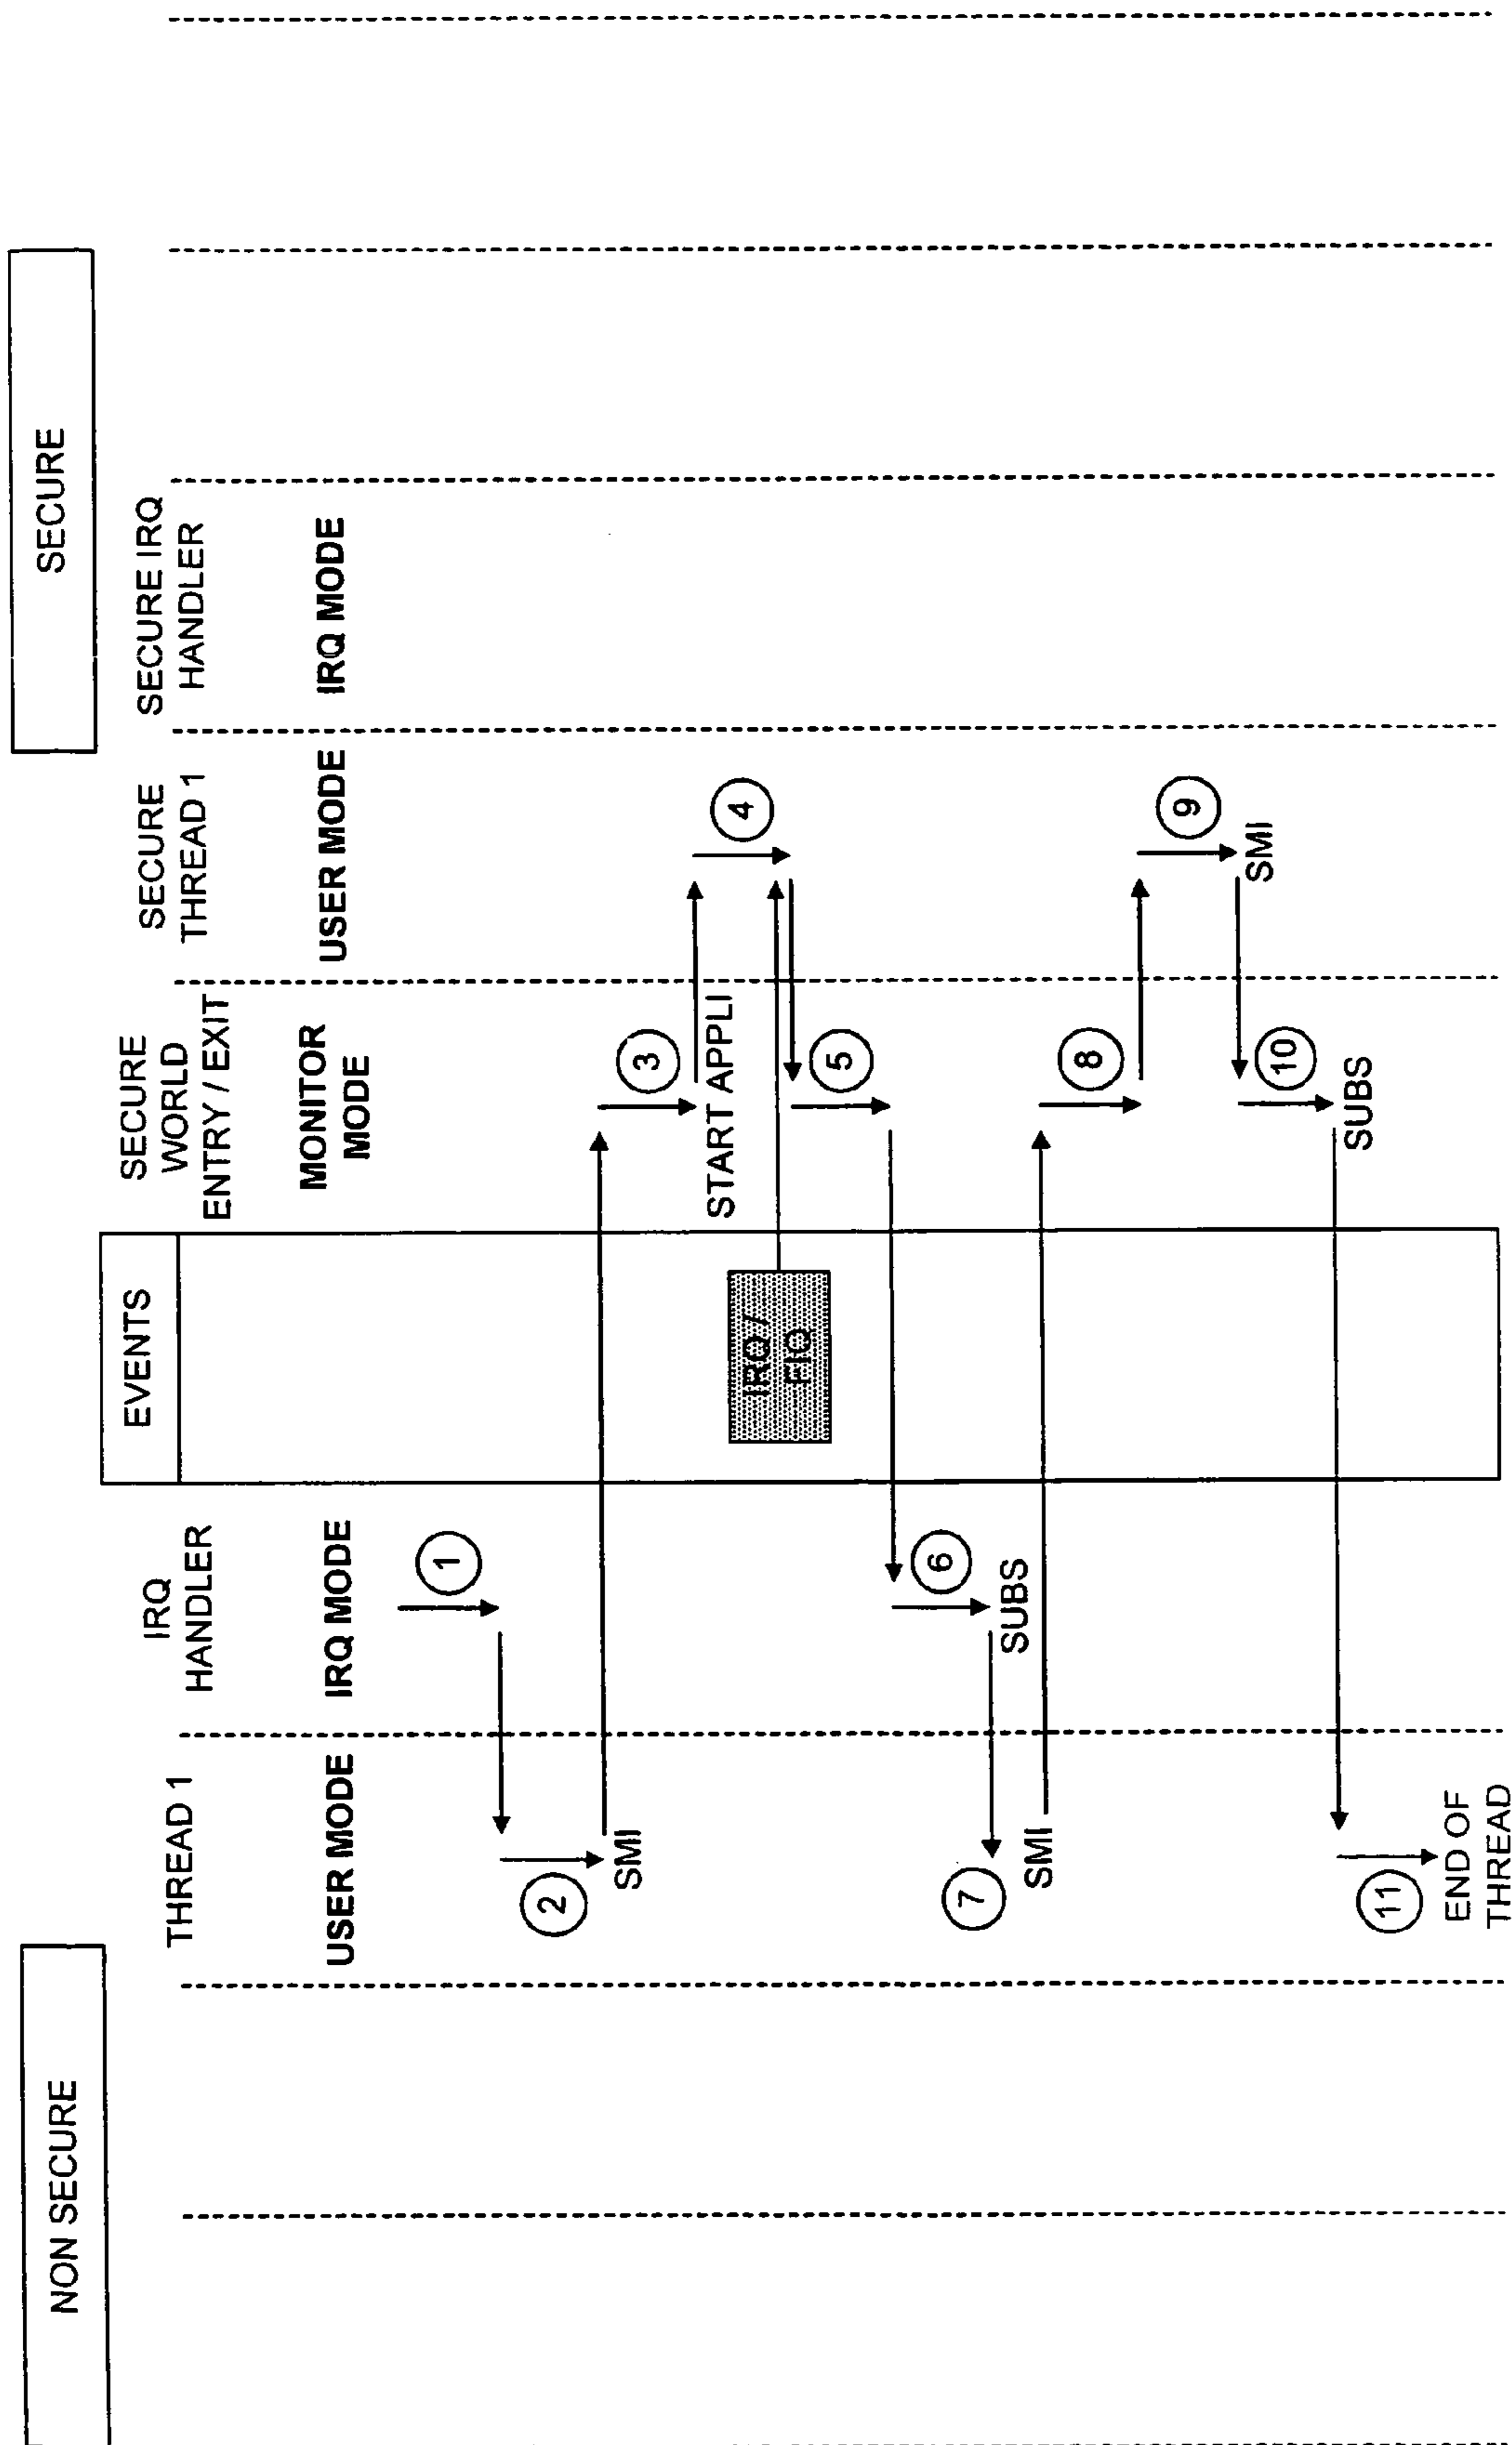 NON SECURE
SECURE
THREAD 1
USER MODE
IRQ
HANDLER
IRQ MODE
EVENTS
SECURE
WORLD
ENTRY / EXIT
MONITOR
MODE
SECURE
THREAD 1
USER MODE
SECURE IRQ
HANDLER
IRQ MODE
1
2
SMI
3
START APPLI
4
IRQ /
FIQ
5
6
SUBS
7
SMI
8
9
SMI
10
SUBS
11
END OF
THREAD